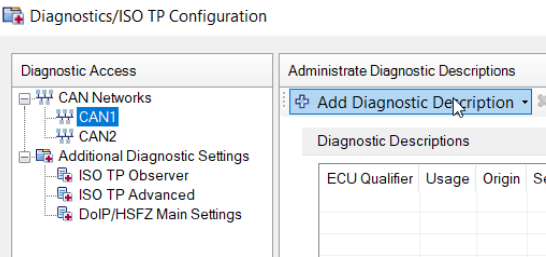 Diagnostics/ISO TP Configuration
Diagnostic Access
CAN Networks
CAN1
CAN2
Additional Diagnostic Settings
ISO TP Observer
ISO TP Advanced
DoIP/HSFZ Main Settings
Administrate Diagnostic Descriptions
Add Diagnostic Description
Diagnostic Descriptions
ECU Qualifier Usage Origin